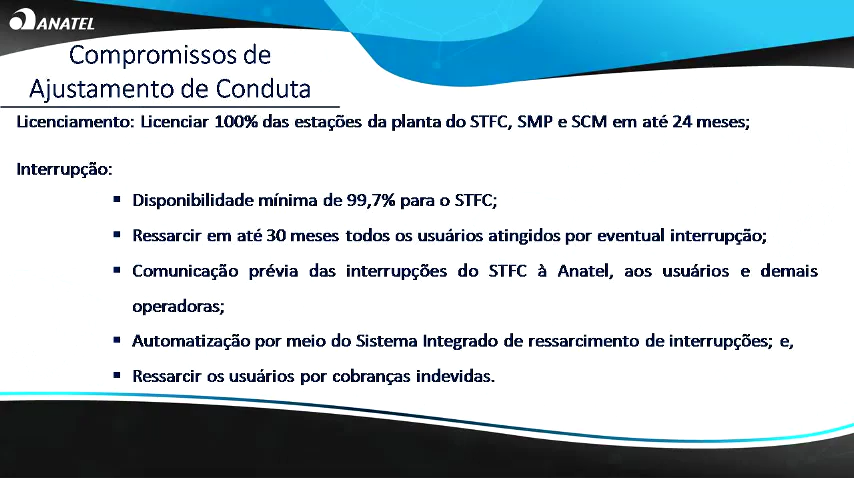 ANATEL
Compromissos de
Ajustamento de Conduta
Licenciamento: Licenciar 100% das estações da planta do STFC, SMP e SCM em até 24 meses;
Interrupção:
▪ Disponibilidade mínima de 99,7% para o STFC;
▪ Ressarcir em até 30 meses todos os usuários atingidos por eventual interrupção;
▪ Comunicação prévia das interrupções do STFC à Anatel, aos usuários e demais
operadoras;
▪ Automatização por meio do Sistema Integrado de ressarcimento de interrupções; e,
▪ Ressarcir os usuários por cobranças indevidas.